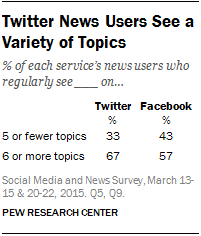 Twitter News Users See a
Variety of Topics
% of each service's news users who
regularly see ____ on...
Twitter Facebook
% %
5 or fewer topics 33 43
6 or more topics 67 57
Social Media and News Survey, March 13-
15 & 20-22, 2015. Q5, Q9.
PEW RESEARCH CENTER